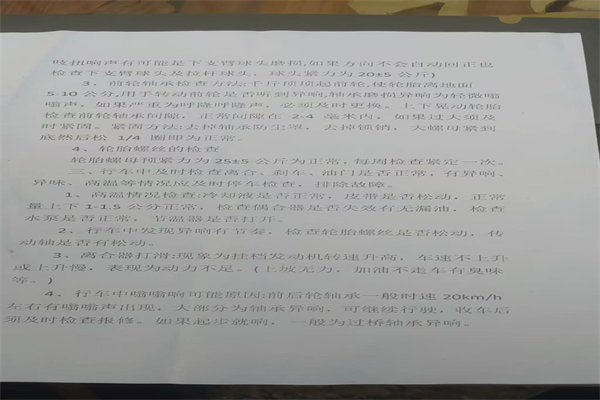 吱扭响声有可能是下支臂球头磨损,如果方向不会自动回正也
检查下支臂球头及拉杆球头、球头紧力为 20±5 公斤)
3、前轮轴承检查方法:千斤顶顶起前轮,使轮胎离地面
5-10 公分,用手转动前轮是否听到异响,轴承磨损异响为轻微嗡
嗡声,如果严重为呼隆呼隆声,必须及时更换。上下晃动轮胎
检查前轮轴承间隙,正常间隙在 2-4 毫米内,如果过大须及
时紧固。紧固方法:去掉轴承防尘罩,去掉锁销,大螺母紧到
底然后松 1/4 圈即为正常。
4、轮胎螺丝的检查
轮胎螺母预紧力为 25±5 公斤为正常,每周检查紧定一次。
三、行车中及时检查离合、刹车、油门是否正常,有异响、
异味、高温等情况应及时停车检查,排除故障。
1、高温情况检查:冷却液是否正常,皮带是否松动,正常
量上下 1-1.5 公分正常,检查偶合器是否失效有无漏油,检查
水泵是否正常,节温器是否打开。
2、行车中发现异响有节奏,检查轮胎螺丝是否松动,传
动轴是否有松动。
3、离合器打滑:现象为挂档发动机转速升高,车速不上升
或上升慢,表现为动力不足。(上坡无力,加油不走车有臭味
等。)
4、行车中嗡嗡响可能原因:前后轮轴承一般时速 20km/h
左右有嗡嗡声出现,大部分为轴承异响,可继续行驶,收车后
须及时检查报修。如果起步就响,一般为过桥轴承异响。